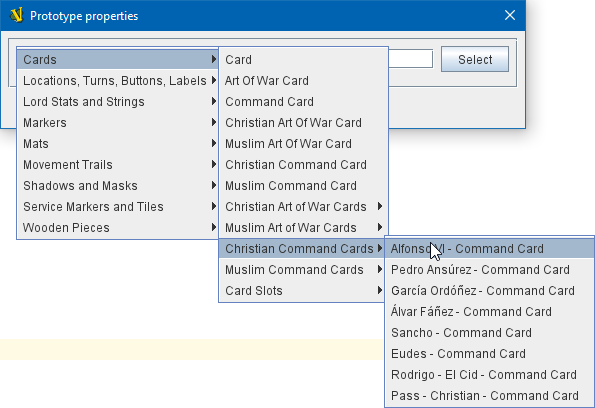 Prototype properties
Select
Cards
Locations, Turns, Buttons, Labels
Lord Stats and Strings
Markers
Mats
Movement Trails
Shadows and Masks
Service Markers and Tiles
Wooden Pieces
Card
Art Of War Card
Command Card
Christian Art Of War Card
Muslim Art Of War Card
Christian Command Card
Muslim Command Card
Christian Art of War Cards
Muslim Art of War Cards
Christian Command Cards
Muslim Command Cards
Card Slots
Alfonso VI - Command Card
Pedro Ansúrez - Command Card
García Ordóñez - Command Card
Álvar Fáñez - Command Card
Sancho - Command Card
Eudes - Command Card
Rodrigo - El Cid - Command Card
Pass - Christian - Command Card